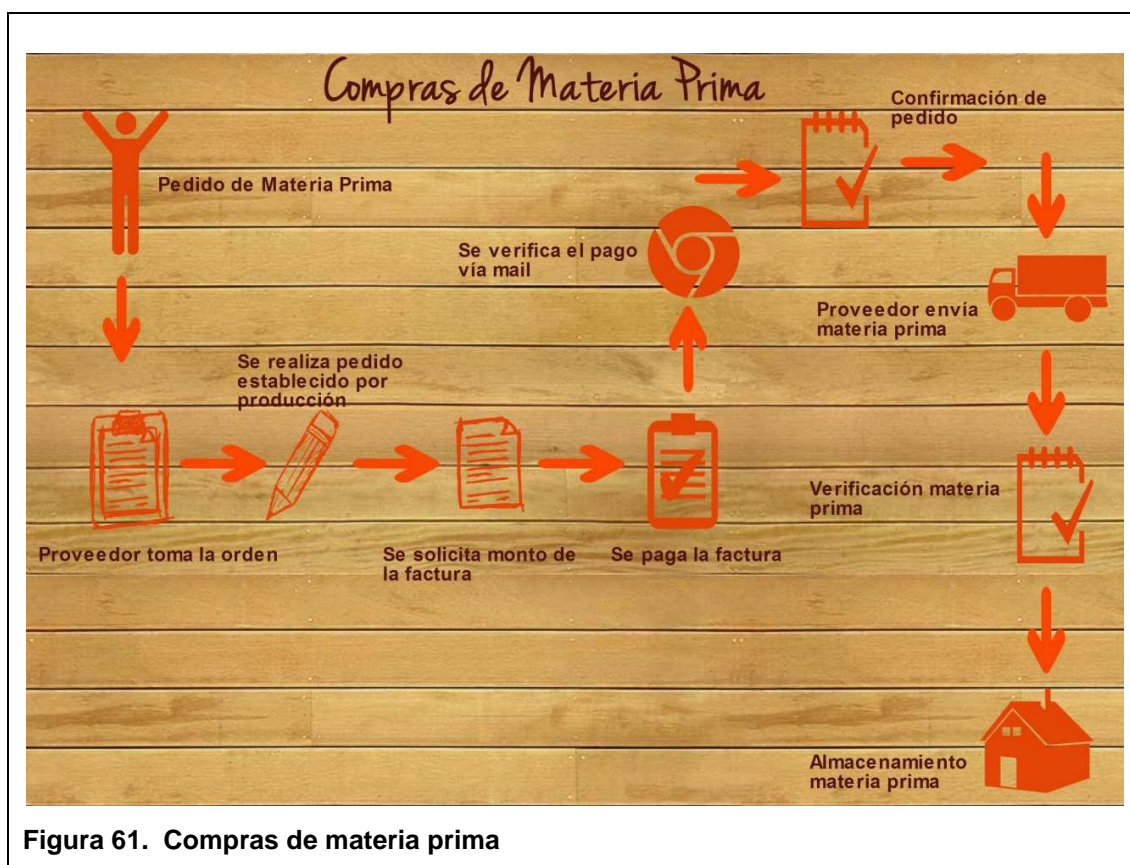 Compras de Materia Prima
Pedido de Materia Prima
Proveedor toma la orden
Se realiza pedido
establecido por
producción
Se solicita monto de
la factura
Se paga la factura
Se verifica el pago
vía mail
Confirmación de
pedido
Proveedor envía
materia prima
Verificación materia
prima
Almacenamiento
materia prima
Figura 61. Compras de materia prima